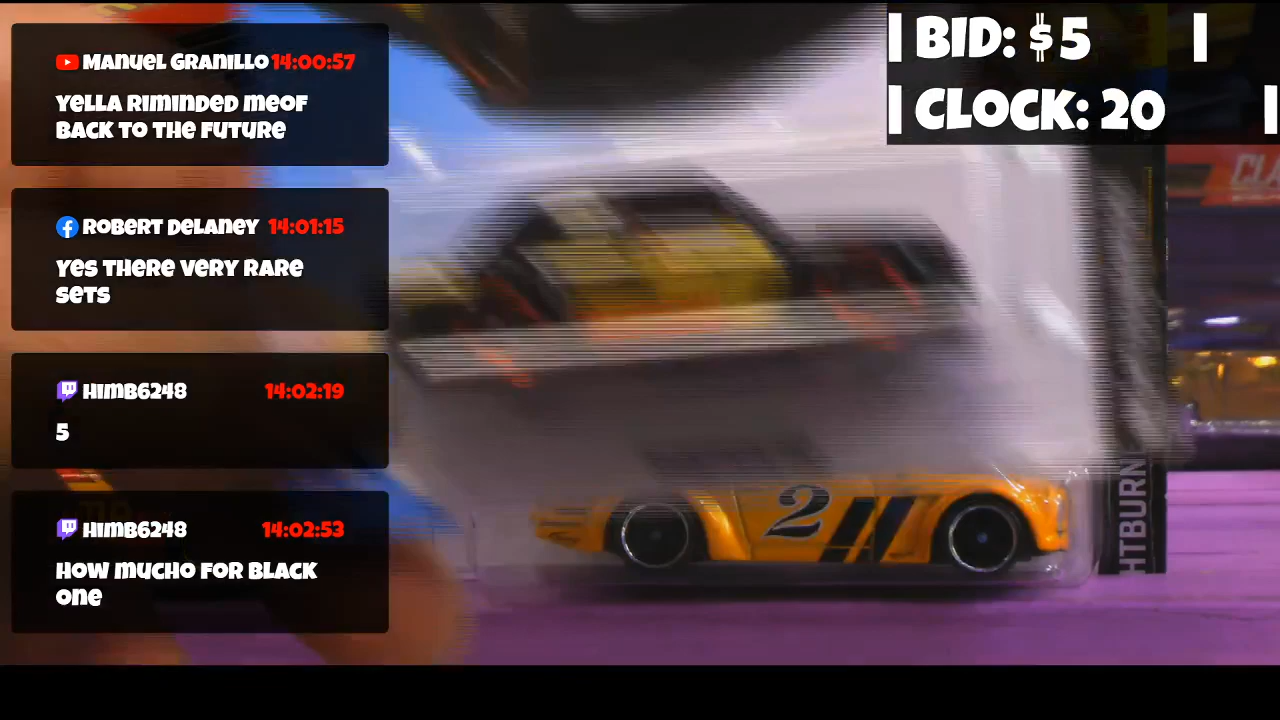 Manuel Granillo 14:00:57
Yella riminded meof
back to the future
Robert Delaney 14:01:15
Yes there very rare
sets
himb6248 14:02:19
5
himb6248 14:02:53
How mucho for black
one
| BID: $5 |
| CLOCK: 20 |
CLA
2
HTBURN